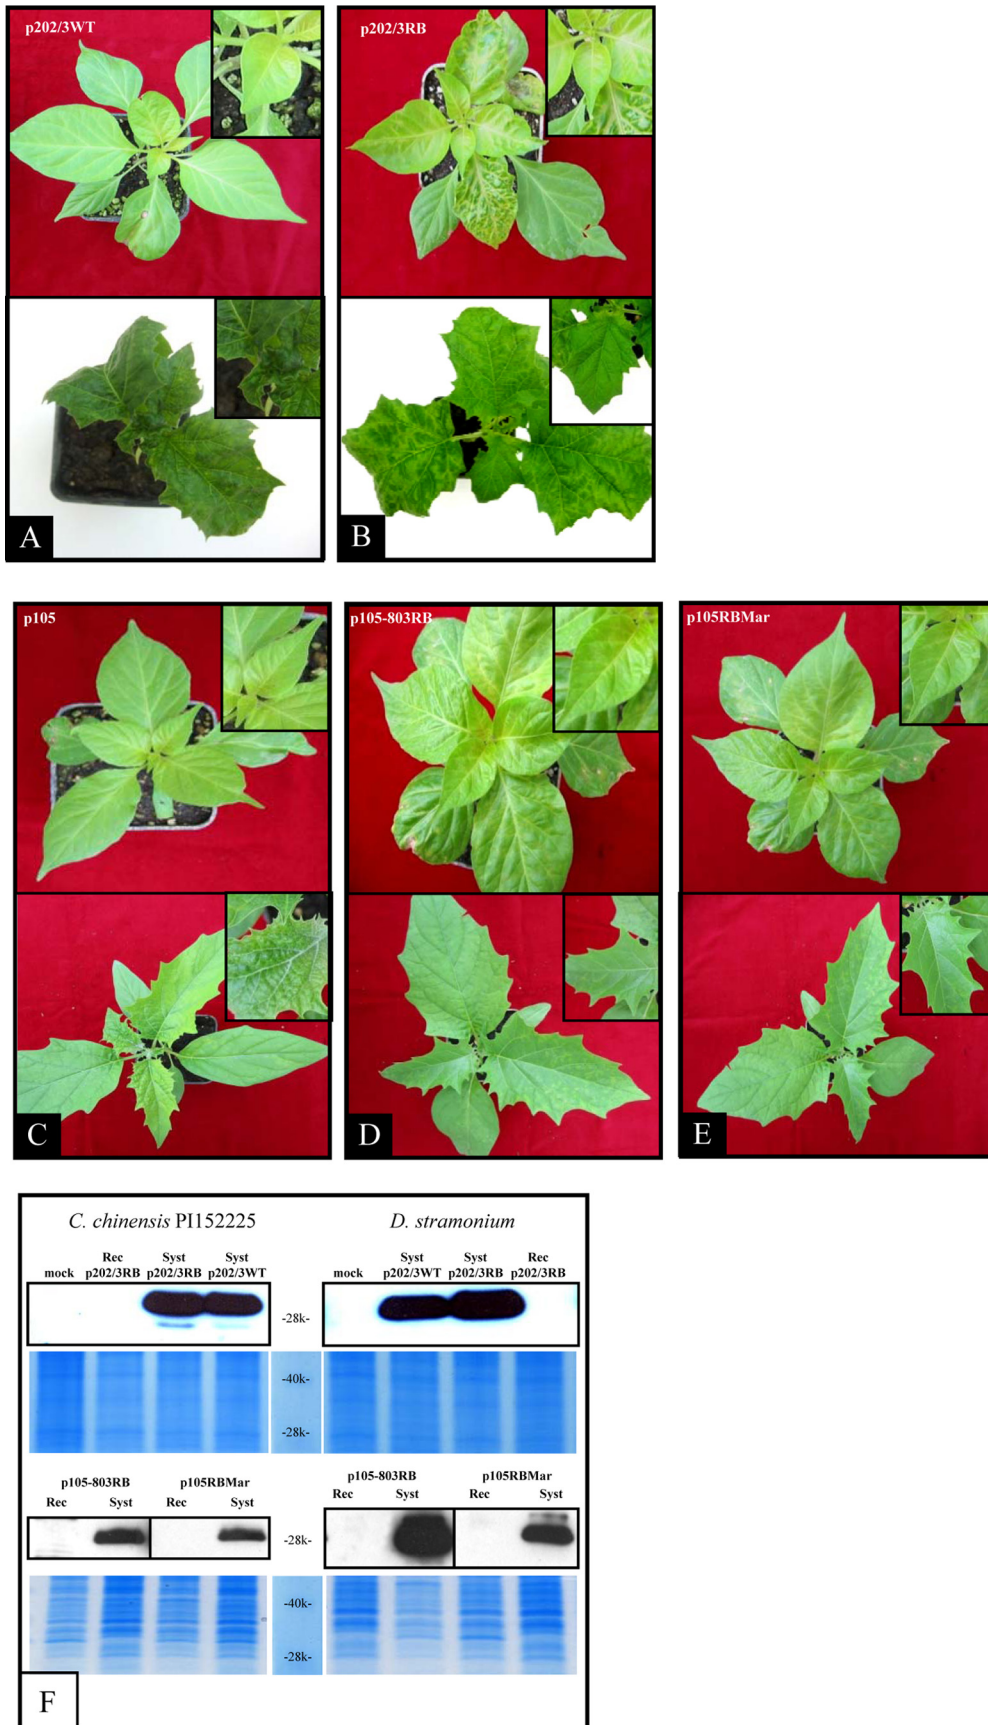 p202/3WT
p202/3RB
A
B
p105
p105-803RB
p105RBMar
C
D
E
C. chinensis PI152225
D. stramonium
mock
Rec p202/3RB
Syst p202/3RB
Syst p202/3WT
mock
Syst p202/3WT
Syst p202/3RB
Rec p202/3RB
-28k-
-40k-
-28k-
p105-803RB
p105RBMar
Rec
Syst
Rec
Syst
p105-803RB
p105RBMar
Rec
Syst
Rec
Syst
-28k-
-40k-
-28k-
F